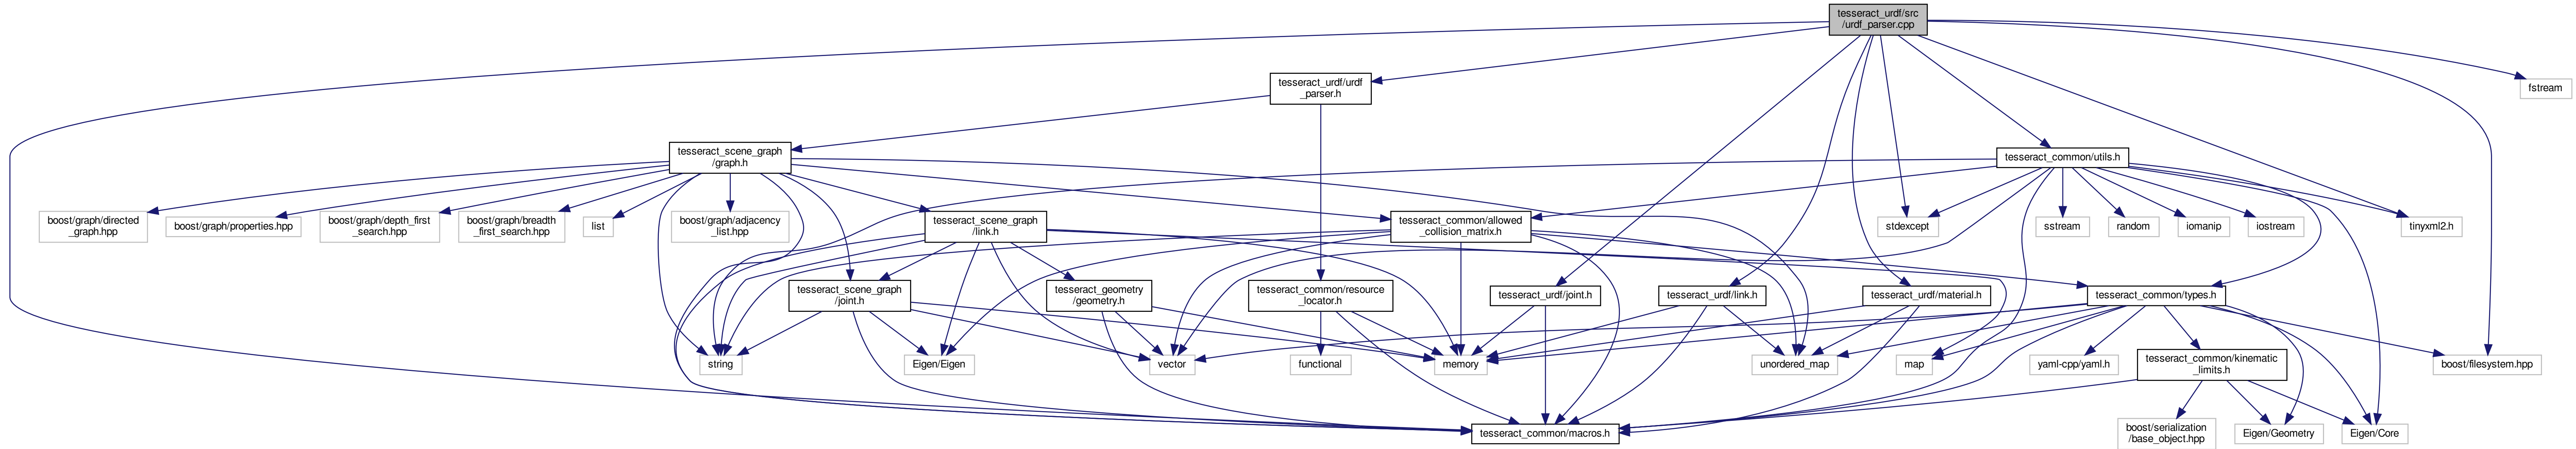 tesseract_urdf/src
/urdf_parser.cpp
tesseract_urdf/urdf
_parser.h
fstream
tesseract_scene_graph
/graph.h
tesseract_common/utils.h
boost/graph/directed
_graph.hpp
boost/graph/properties.hpp
boost/graph/depth_first
_search.hpp
boost/graph/breadth
_first_search.hpp
list
boost/graph/adjacency
_list.hpp
tesseract_scene_graph
/link.h
tesseract_common/allowed
_collision_matrix.h
stdexcept
sstream
random
iomanip
iostream
tinyxml2.h
tesseract_scene_graph
/joint.h
tesseract_geometry
/geometry.h
tesseract_common/resource
_locator.h
tesseract_urdf/joint.h
tesseract_urdf/link.h
tesseract_urdf/material.h
tesseract_common/types.h
string
Eigen/Eigen
vector
functional
memory
unordered_map
map
yaml-cpp/yaml.h
tesseract_common/kinematic
_limits.h
boost/filesystem.hpp
tesseract_common/macros.h
boost/serialization
/base_object.hpp
Eigen/Geometry
Eigen/Core